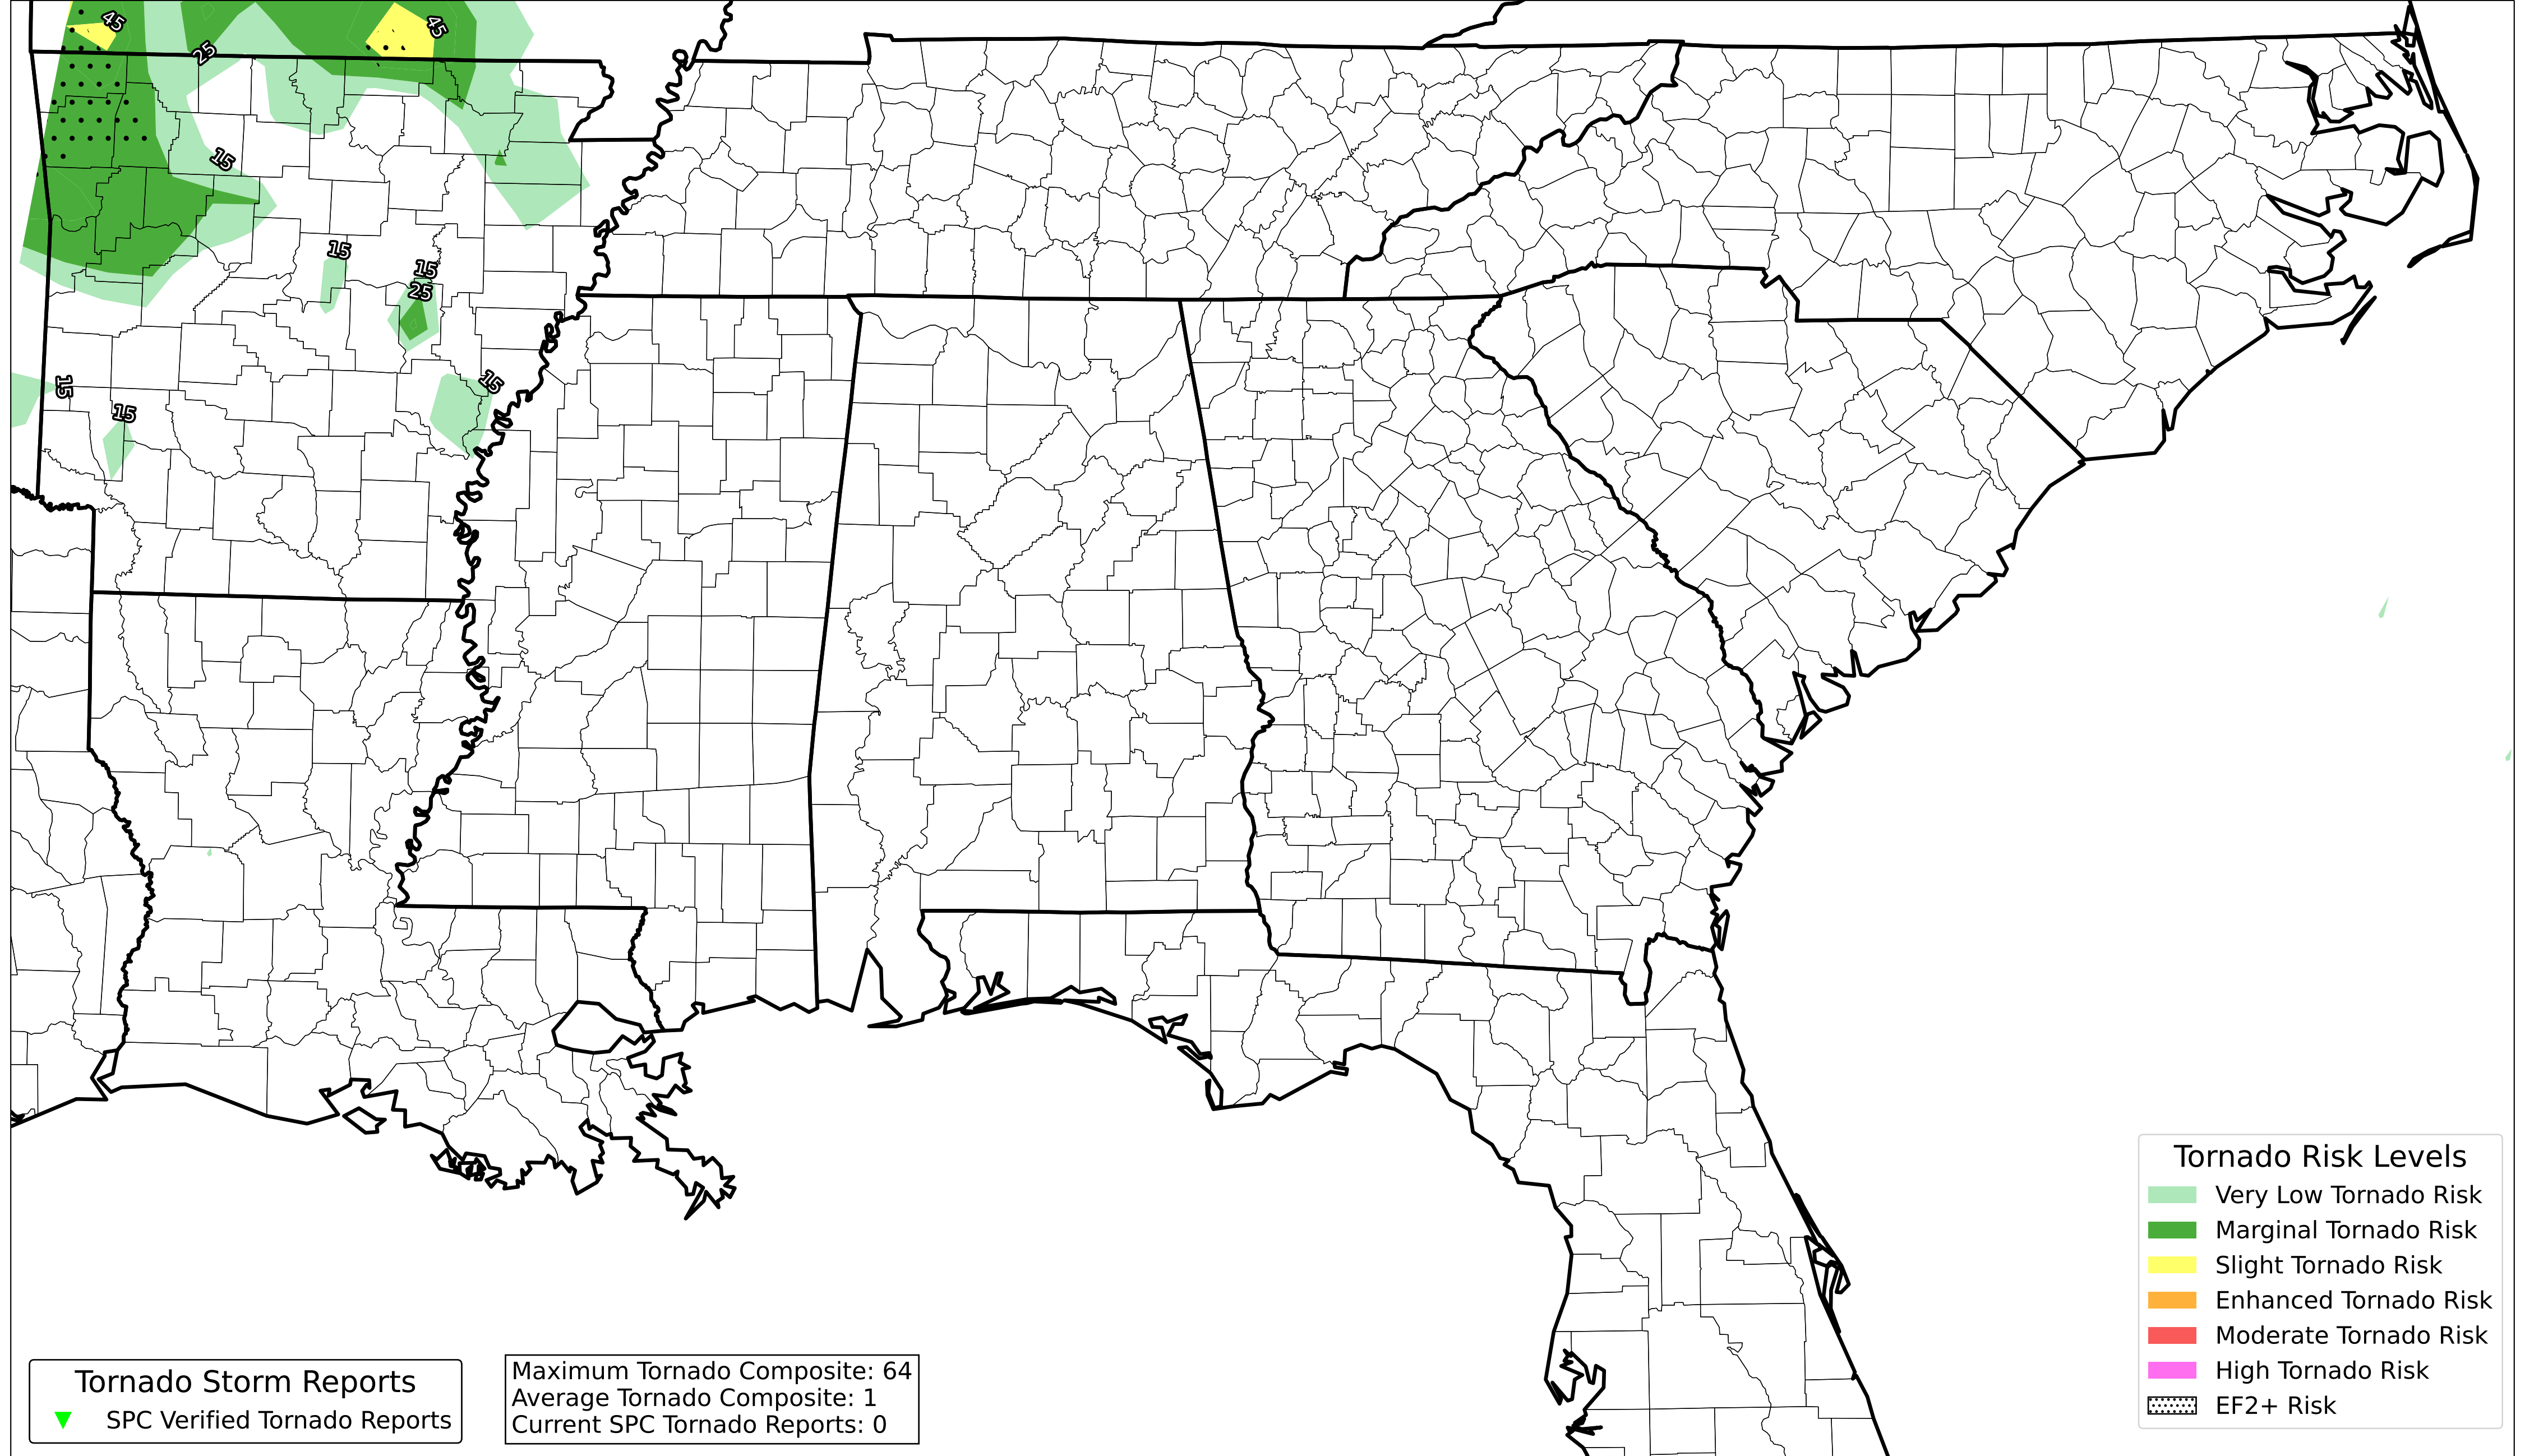 45
45
25
15
15
15
25
15
15
15
Tornado Risk Levels
Very Low Tornado Risk
Marginal Tornado Risk
Slight Tornado Risk
Enhanced Tornado Risk
Moderate Tornado Risk
High Tornado Risk
EF2+ Risk
Tornado Storm Reports
SPC Verified Tornado Reports
Maximum Tornado Composite: 64
Average Tornado Composite: 1
Current SPC Tornado Reports: 0